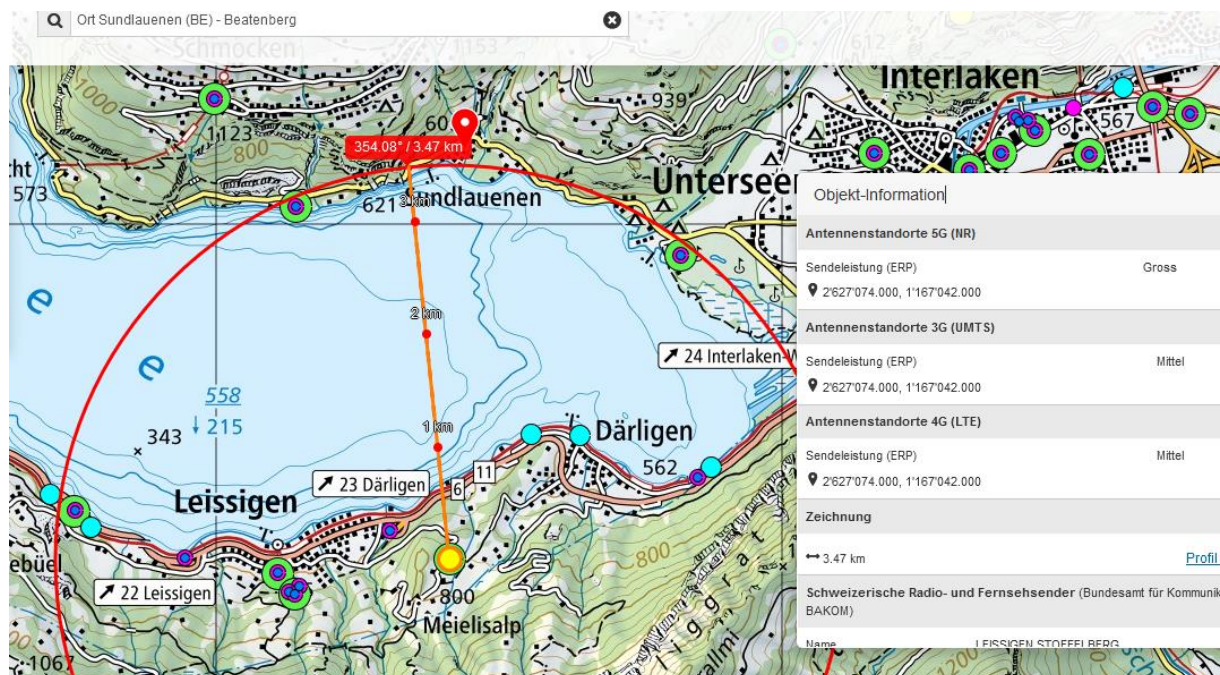 Ort Sundlauenen (BE) - Beatenberg
Schmocken
1153
612
1000
Interlaken
939
60
567
1123
354.08° / 3.47 km
800
573
Unterseen
Objekt-Information
621
3 km
Sundlauenen
Antennenstandorte 5G (NR)
Sendeleistung (ERP) Gross
2'627'074.000, 1'167'042.000
e
2 km
Antennenstandorte 3G (UMTS)
24 Interlaken-W
Sendeleistung (ERP) Mittel
2'627'074.000, 1'167'042.000
e
558
215
343
1 km
Därligen
Antennenstandorte 4G (LTE)
Sendeleistung (ERP) Mittel
2'627'074.000, 1'167'042.000
11
562
23 Därligen
6
Leissigen
Zeichnung
3.47 km Profil
800
ebüel
22 Leissigen
800
Meielisalp
Schweizerische Radio- und Fernsehsender (Bundesamt für Kommunik
BAKOM)
Name LEISSIGEN STOFFELBERG
1067
1200